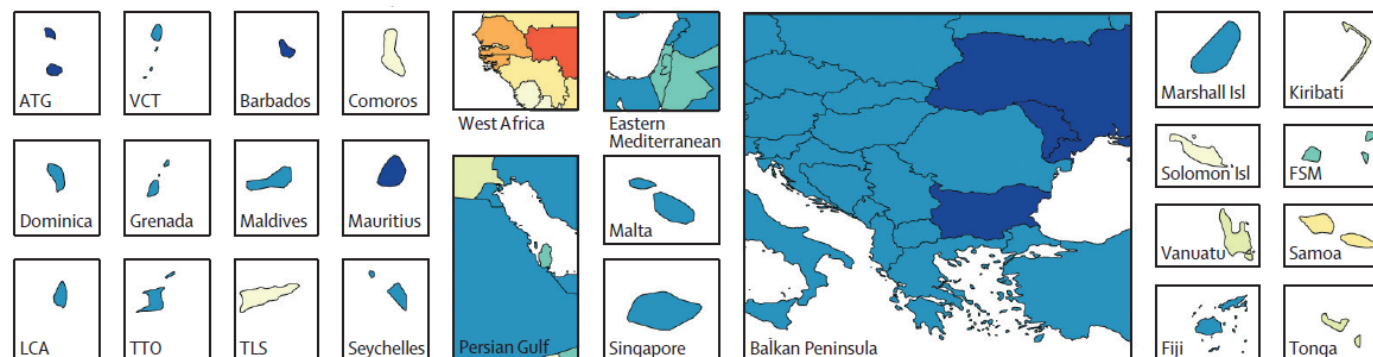 ATG
VCT
Barbados
Comoros
West Africa
Eastern
Mediterranean
Marshall Isl
Kiribati
Solomon Isl
FSM
Dominica
Grenada
Maldives
Mauritius
Malta
Vanuatu
Samoa
LCA
TTO
TLS
Seychelles
Persian Gulf
Singapore
Balkan Peninsula
Fiji
Tonga